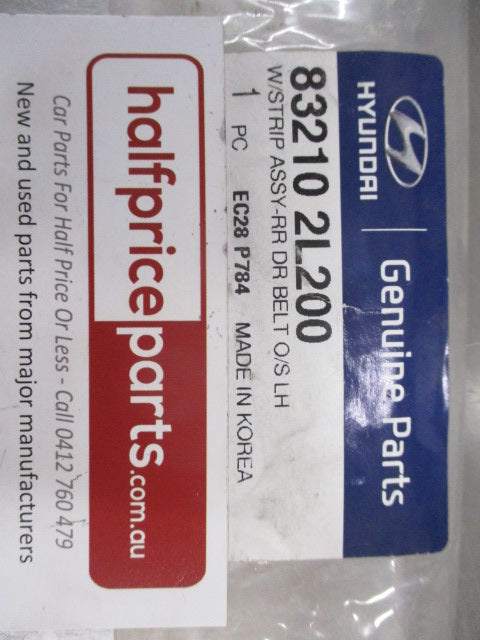 HYUNDAI | Genuine Parts
83210 2L200
W/STRIP ASSY-RR DR BELT O/S LH
1 PC EC28 P784 MADE IN KOREA
halfpriceparts.com.au
Car Parts For Half Price Or Less - Call 0412 760 479
New and used parts from major manufacturers